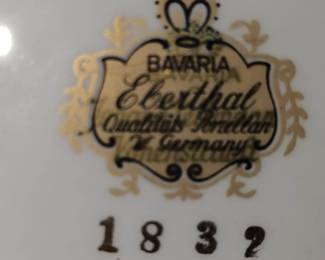 BAVARIA
Eberthal
Qualitäts Porzellan
W. Germany
1832